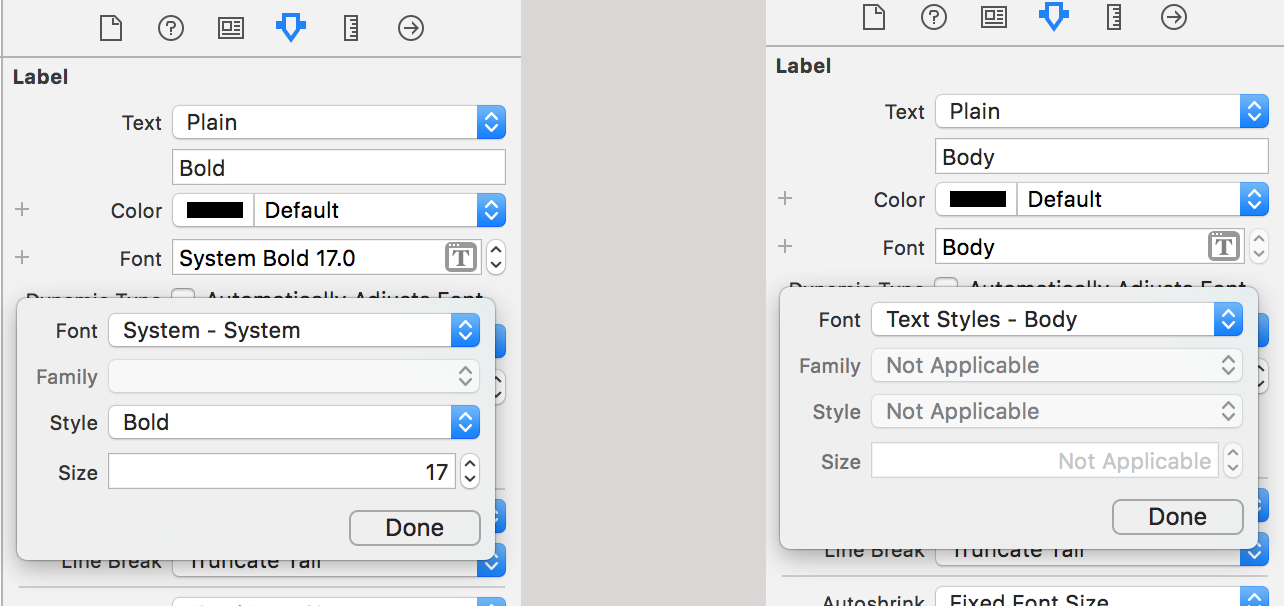 Label
Text Plain
Bold
Color Default
Font System Bold 17.0
Dynamic Type Automatically Adjusts Font
Font System - System
Family
Style Bold
Size 17
Done
Line Break Truncate Tail
Label
Text Plain
Body
Color Default
Font Body
Dynamic Type Automatically Adjusts Font
Font Text Styles - Body
Family Not Applicable
Style Not Applicable
Size Not Applicable
Done
Line Break Truncate Tail
Autoshrink Fixed Font Size